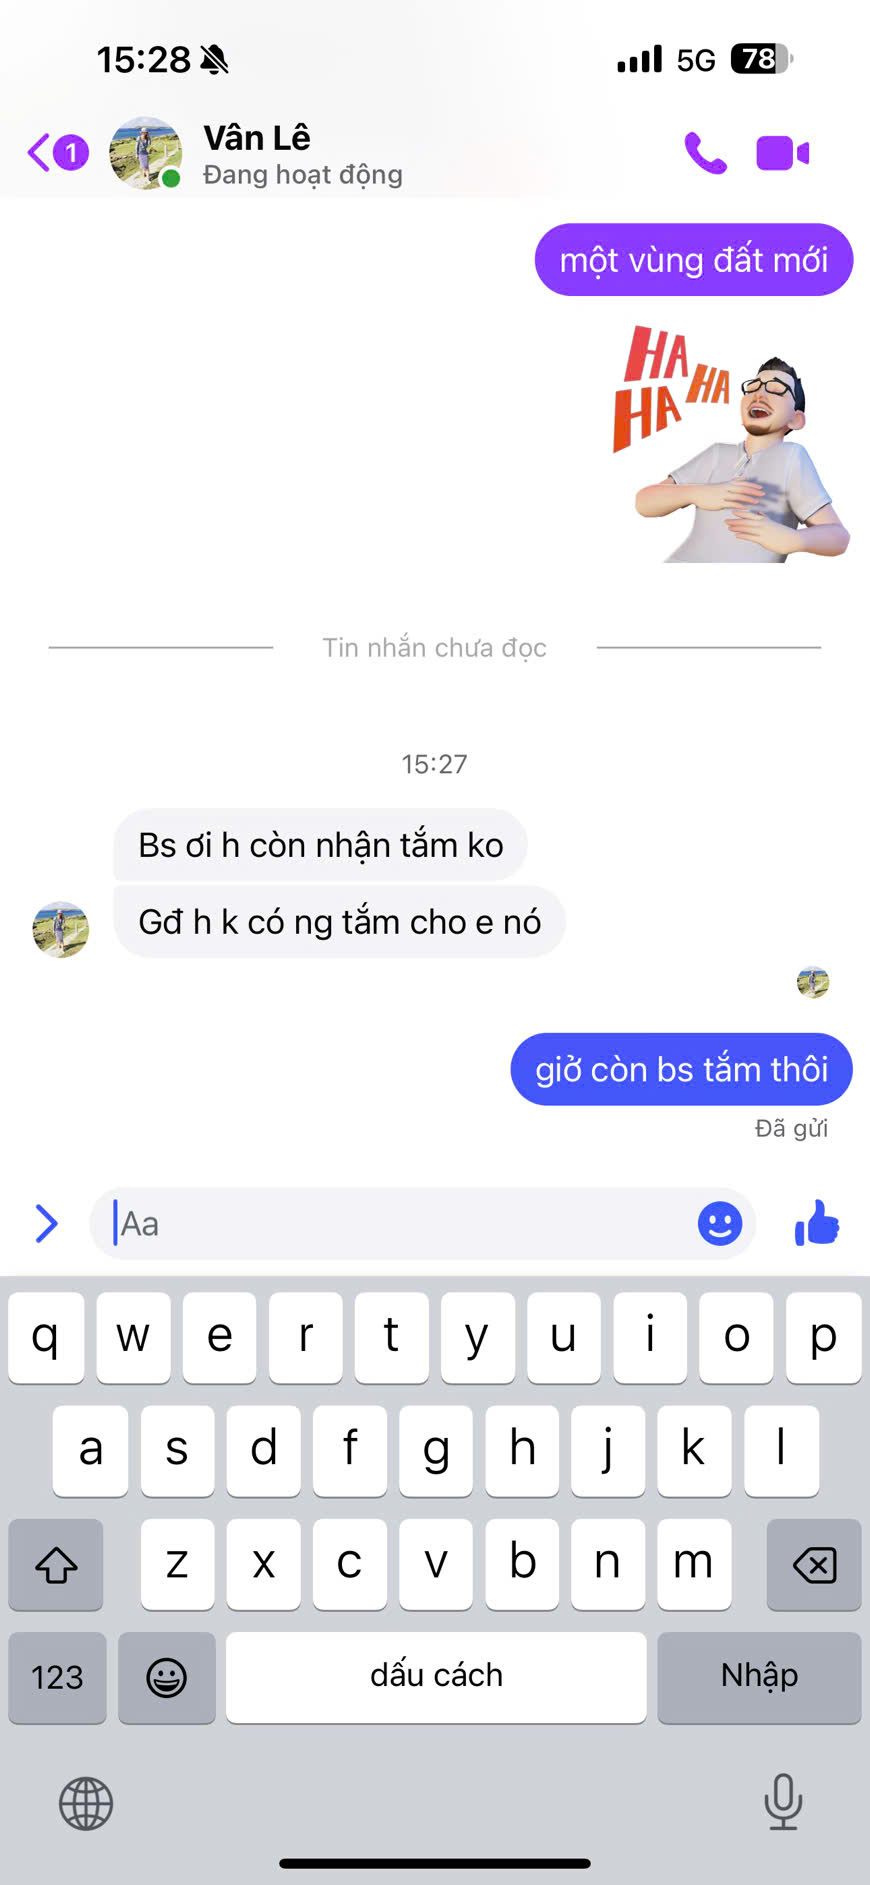 15:28
5G 78
1
Vân Lê
Đang hoạt động
một vùng đất mới
HA
HA
HA
Tin nhắn chưa đọc
15:27
Bs ơi h còn nhận tắm ko
Gđ h k có ng tắm cho e nó
giở còn bs tắm thôi
Đã gửi
Aa
q w e r t y u i o p
a s d f g h j k l
z x c v b n m
123 dấu cách Nhập